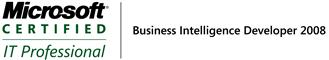 Microsoft
CERTIFIED
IT Professional
Business Intelligence Developer 2008